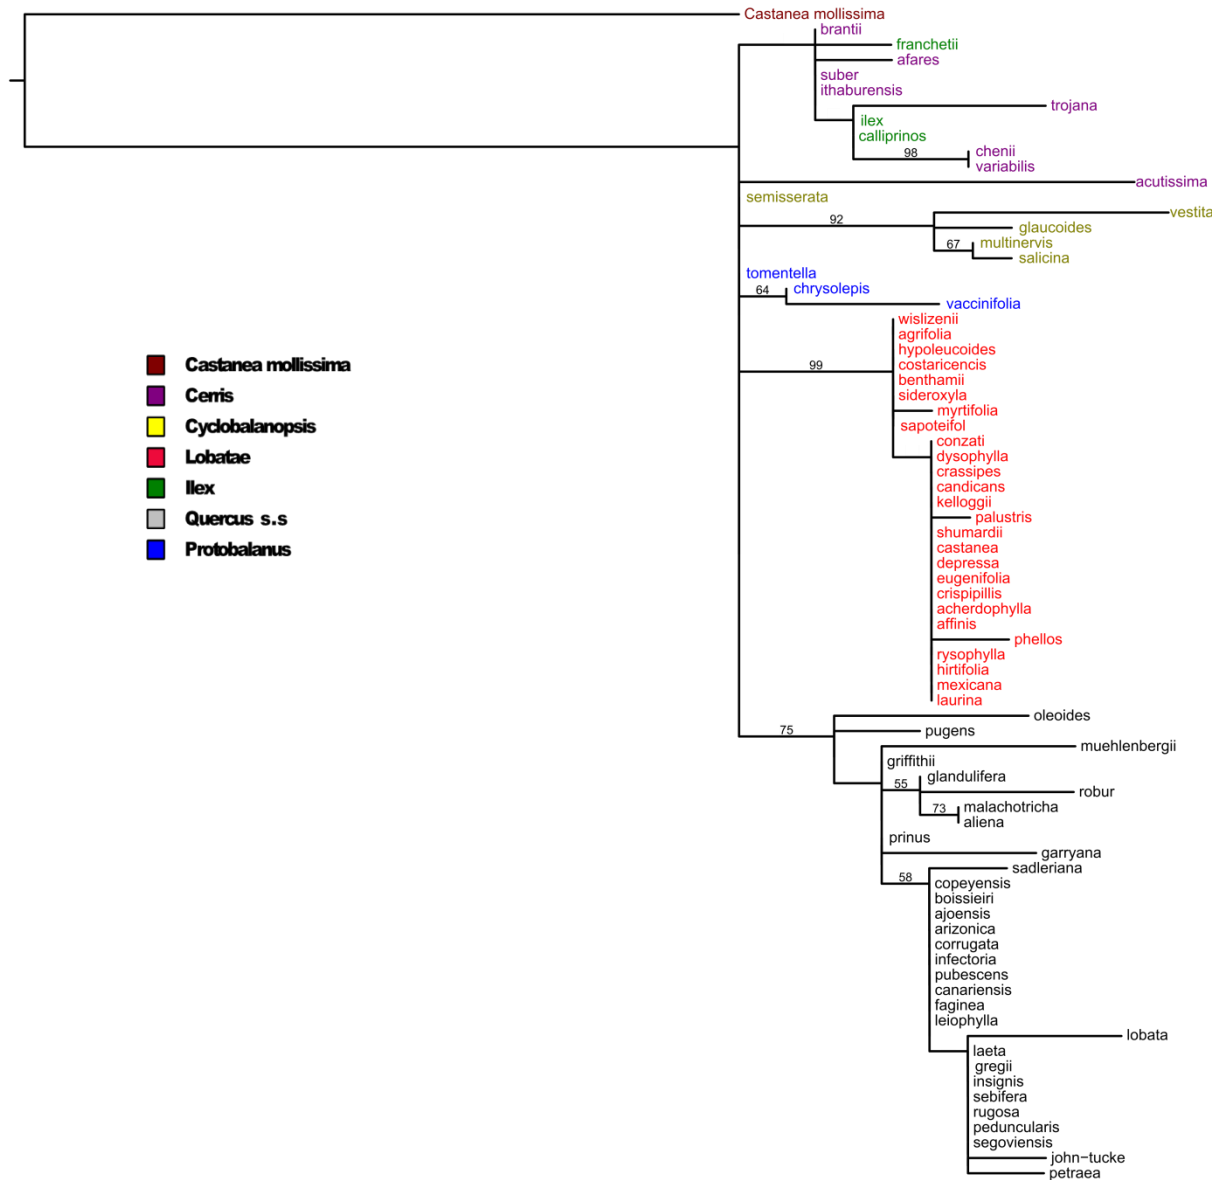 Castanea mollissima
brantii
franchetii
afares
suber
ithaburensis
trojana
ilex
calliprinos
98
chenii
variabilis
acutissima
semisserata
92
vestita
glaucoides
67
multinervis
salicina
tomentella
64
chrysolepis
vaccinifolia
99
wislizenii
agrifolia
hypoleucoides
costaricencis
benthamii
sideroxyla
myrtifolia
sapoteifol
conzati
dysophylla
crassipes
candicans
kelloggii
palustris
shumardii
castanea
depressa
eugenifolia
crispipillis
acherdophylla
affinis
phellos
rysophylla
hirtifolia
mexicana
laurina
Castanea mollissima
Cerris
Cyclobalanopsis
Lobatae
Ilex
Quercus s.s
Protobalanus
75
oleoides
pugens
muehlenbergii
griffithii
55
glandulifera
robur
73
malachotricha
aliena
prinus
garryana
58
sadleriana
copeyensis
boissieiri
ajoensis
arizonica
corrugata
infectoria
pubescens
canariensis
faginea
leiophylla
lobata
laeta
gregii
insignis
sebifera
rugosa
peduncularis
segoviensis
john−tucke
petraea